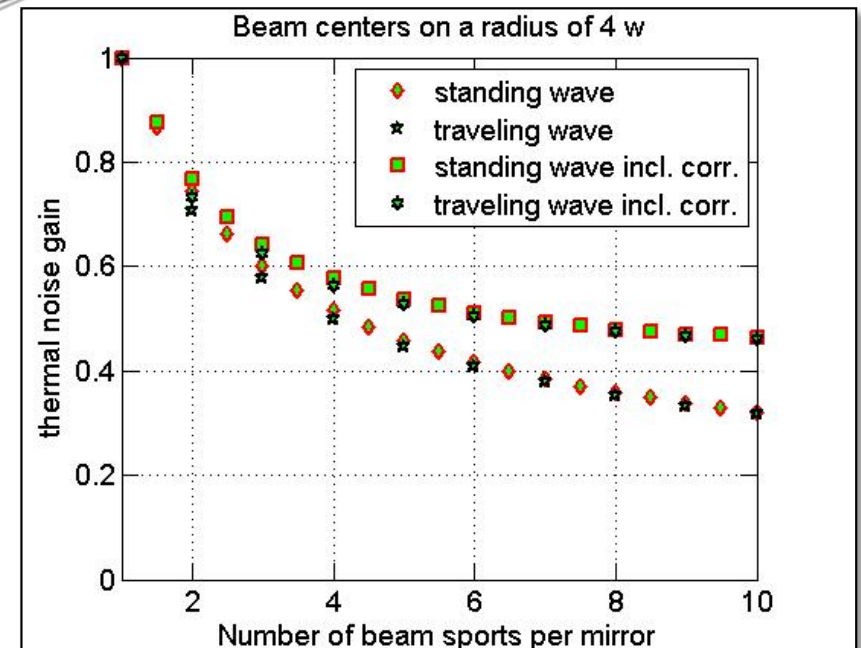 Beam centers on a radius of 4 w
standing wave
traveling wave
standing wave incl. corr.
traveling wave incl. corr.
thermal noise gain
1
0.8
0.6
0.4
0.2
0
2 4 6 8 10
Number of beam sports per mirror